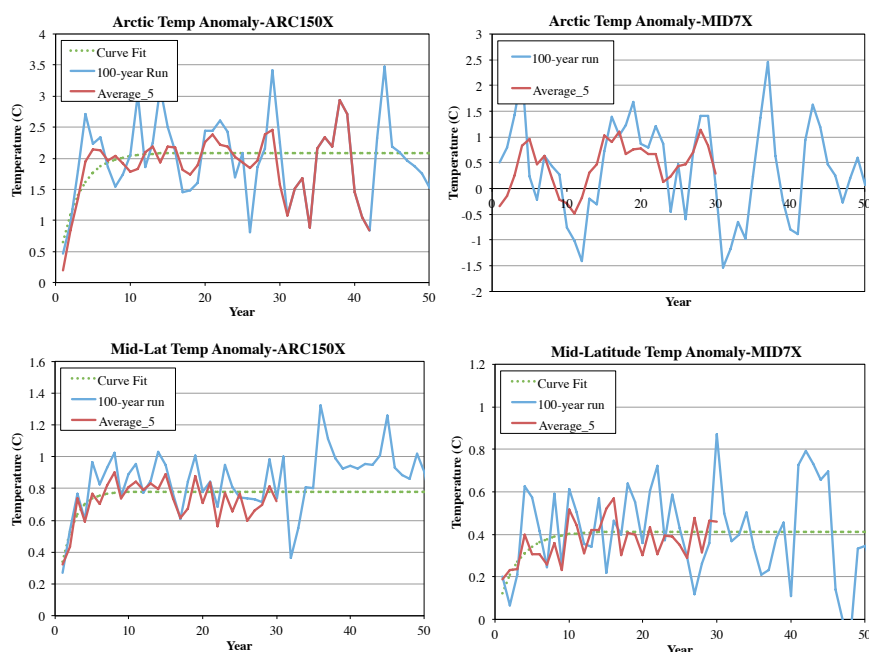 Arctic Temp Anomaly-ARC150X
4
3.5
3
2.5
2
1.5
1
0.5
0
Temperature (C)
Curve Fit
100-year Run
Average_5
0
10
20
30
40
50
Year
Arctic Temp Anomaly-MID7X
3
2.5
2
1.5
1
0.5
0
-0.5
-1
-1.5
-2
Temperature (C)
100-year run
Average_5
0
10
20
30
40
50
Year
Mid-Lat Temp Anomaly-ARC150X
1.6
1.4
1.2
1
0.8
0.6
0.4
0.2
0
Temperature (C)
Curve Fit
100-year run
Average_5
0
10
20
30
40
50
Year
Mid-Latitude Temp Anomaly-MID7X
1.2
1
0.8
0.6
0.4
0.2
0
Temperature (C)
Curve Fit
100-year run
Average_5
0
10
20
30
40
50
Year